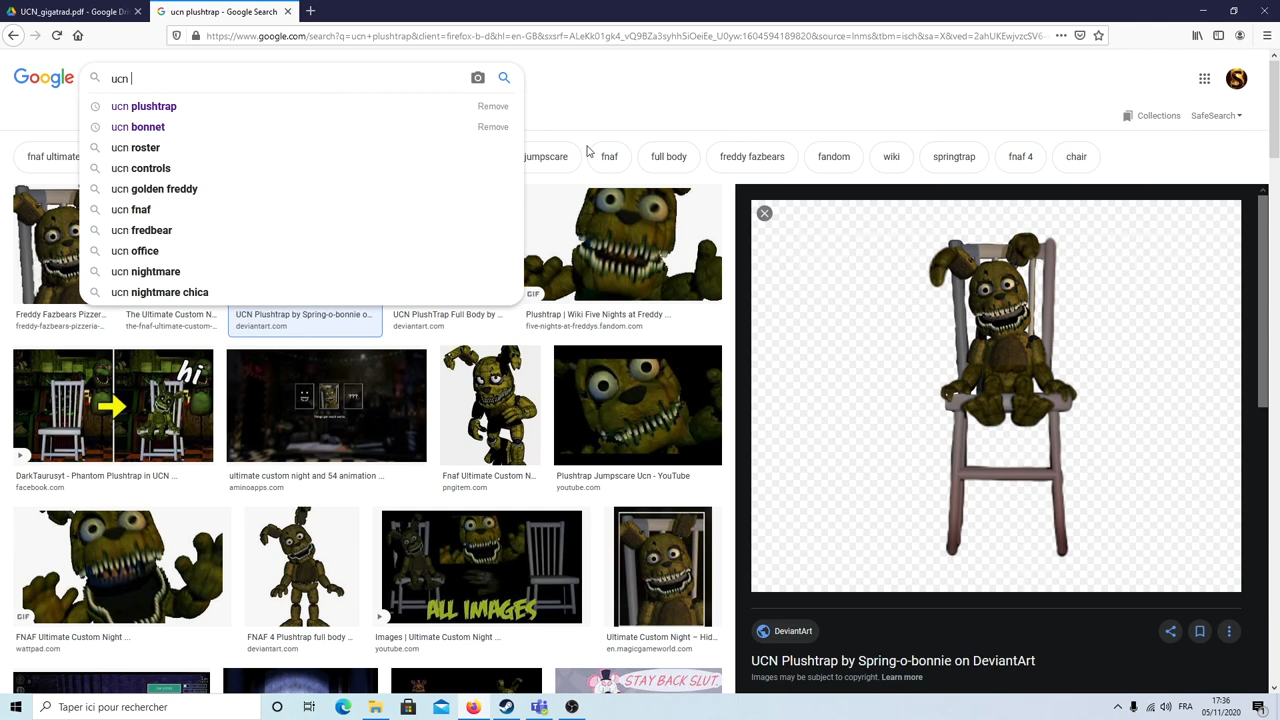 UCN_gigatrad.pdf - Google Dr
ucn plushtrap - Google Search
https://www.google.com/search?q=ucn+plushtrap&client=firefox-b-d&hl=en-GB&sxsrf=ALeKk01gk4_vQ9BZa3syhh5iOeiEe_U0yw:1604594189820&source=lnms&tbm=isch&sa=X&ved=2ahUKEwjvzcSV6-
Google
ucn
ucn plushtrap Remove
ucn bonnet Remove
ucn roster
ucn controls
ucn golden freddy
ucn fnaf
ucn fredbear
ucn office
ucn nightmare
ucn nightmare chica
Collections SafeSearch
fnaf ultimate jumpscare fnaf full body freddy fazbears fandom wiki springtrap fnaf 4 chair
GIF
Freddy Fazbears Pizzer... The Ultimate Custom N... UCN Plushtrap by Spring-o-bonnie o... UCN PlushTrap Full Body by ... Plushtrap | Wiki Five Nights at Freddy ...
freddy-fazbears-pizzeria-... the-fnaf-ultimate-custom-... deviantart.com deviantart.com five-nights-at-freddys.fandom.com
hi
Things get much worse.
DarkTaurusyt - Phantom Plushtrap in UCN ... ultimate custom night and 54 animation ... Fnaf Ultimate Custom N... Plushtrap Jumpscare Ucn - YouTube
facebook.com aminoapps.com pngitem.com youtube.com
ALL IMAGES
GIF
FNAF Ultimate Custom Night ... FNAF 4 Plushtrap full body ... Images | Ultimate Custom Night ... Ultimate Custom Night – Hid...
wattpad.com deviantart.com youtube.com en.magicgameworld.com
STAY BACK SLUT.
DeviantArt
UCN Plushtrap by Spring-o-bonnie on DeviantArt
Images may be subject to copyright. Learn more
Taper ici pour rechercher
FRA
17:36
05/11/2020
1